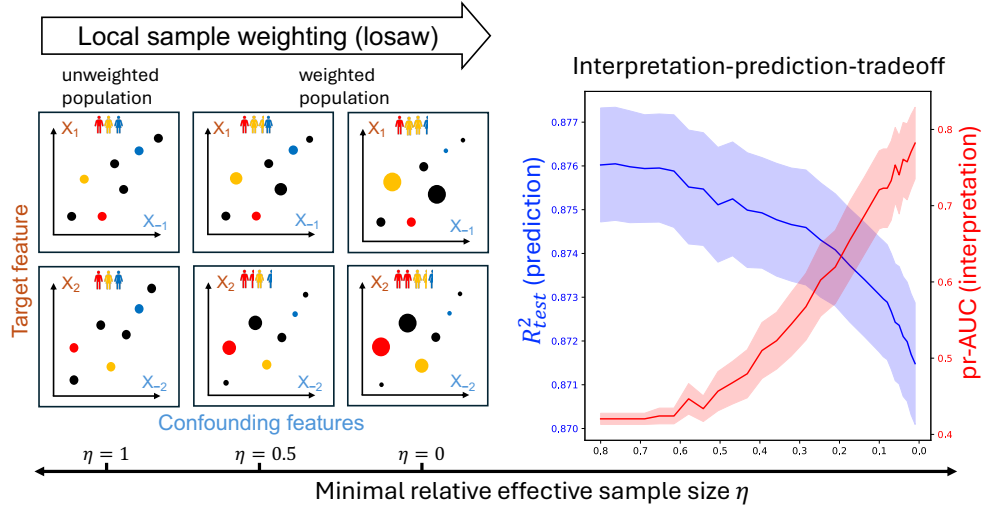 Local sample weighting (losaw)
unweighted
population
weighted
population
Interpretation-prediction-tradeoff
Target feature
X₁
X₋₁
X₁
X₋₁
X₁
X₋₁
X₂
X₋₂
X₂
X₋₂
X₂
X₋₂
Confounding features
η = 1
η = 0.5
η = 0
R²test (prediction)
0.877
0.876
0.875
0.874
0.873
0.872
0.871
0.870
0.8
0.7
0.6
0.5
0.4
0.3
0.2
0.1
0.0
0.8
0.7
0.6
0.5
0.4
pr-AUC (interpretation)
Minimal relative effective sample size η